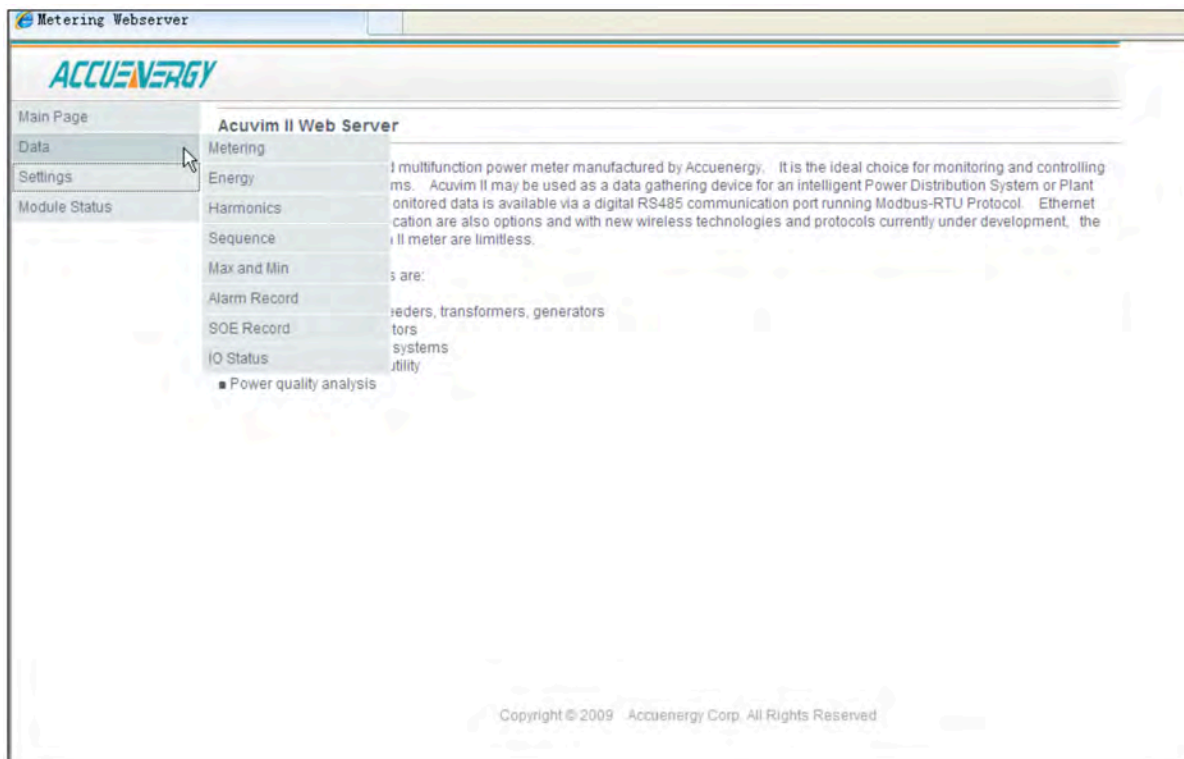 Metering Webserver
ACCUENERGY
Main Page
Data
Settings
Module Status
Acuvim II Web Server
Metering
Energy
Harmonics
Sequence
Max and Min
Alarm Record
SOE Record
IO Status
multifunction power meter manufactured by Accuenergy. It is the ideal choice for monitoring and controlling
ms. Acuvim II may be used as a data gathering device for an intelligent Power Distribution System or Plant
onitored data is available via a digital RS485 communication port running Modbus-RTU Protocol. Ethernet
cation are also options and with new wireless technologies and protocols currently under development, the
II meter are limitless.
s are:
eeders, transformers, generators
tors
systems
utility
■ Power quality analysis
Copyright © 2009 Accuenergy Corp. All Rights Reserved